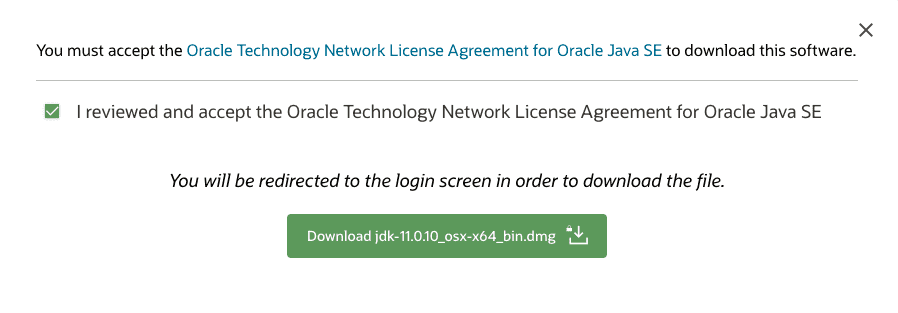 You must accept the Oracle Technology Network License Agreement for Oracle Java SE to download this software.
I reviewed and accept the Oracle Technology Network License Agreement for Oracle Java SE
You will be redirected to the login screen in order to download the file.
Download jdk-11.0.10_osx-x64_bin.dmg